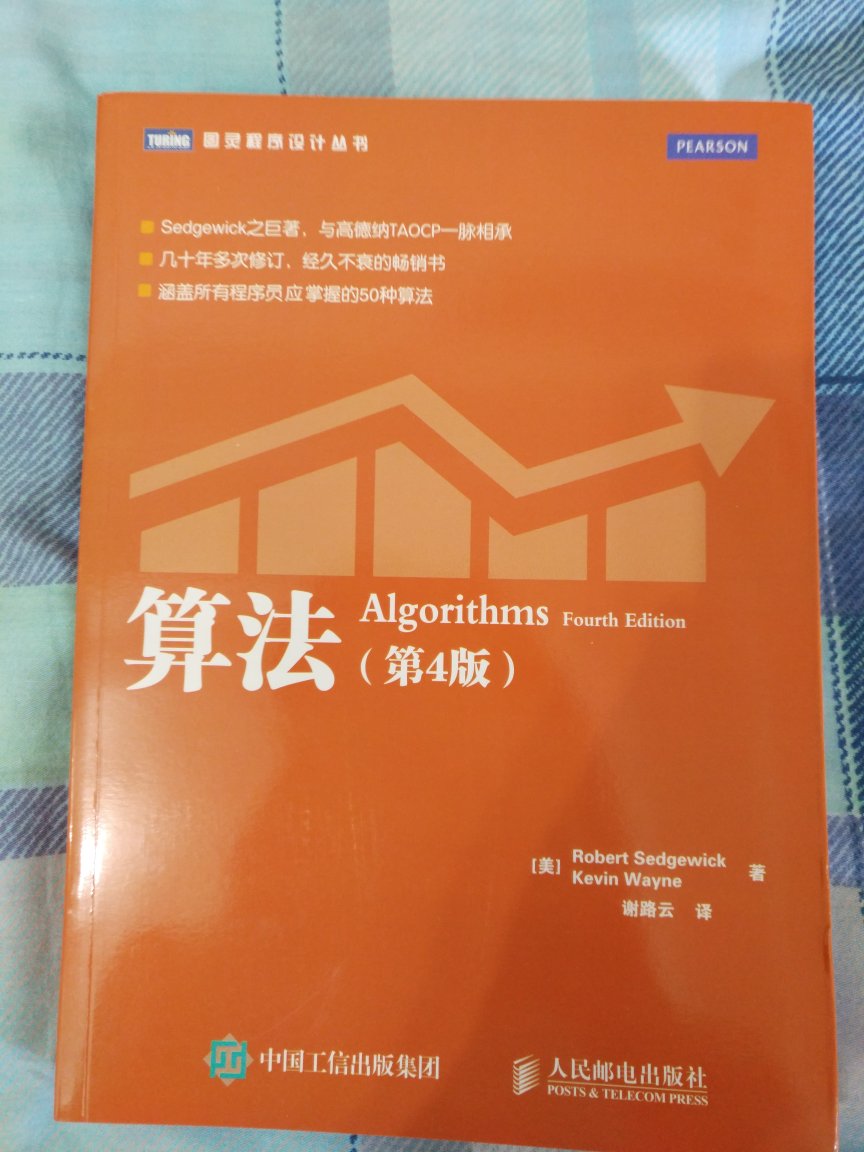 TURING 图灵程序设计丛书
PEARSON
Sedgewick之巨著，与高德纳TAOCP一脉相承
几十年多次修订，经久不衰的畅销书
涵盖所有程序员应掌握的50种算法
算法 Algorithms Fourth Edition
（第4版）
[美] Robert Sedgewick
Kevin Wayne 著
谢路云 译
中国工信出版集团
人民邮电出版社
POSTS & TELECOM PRESS